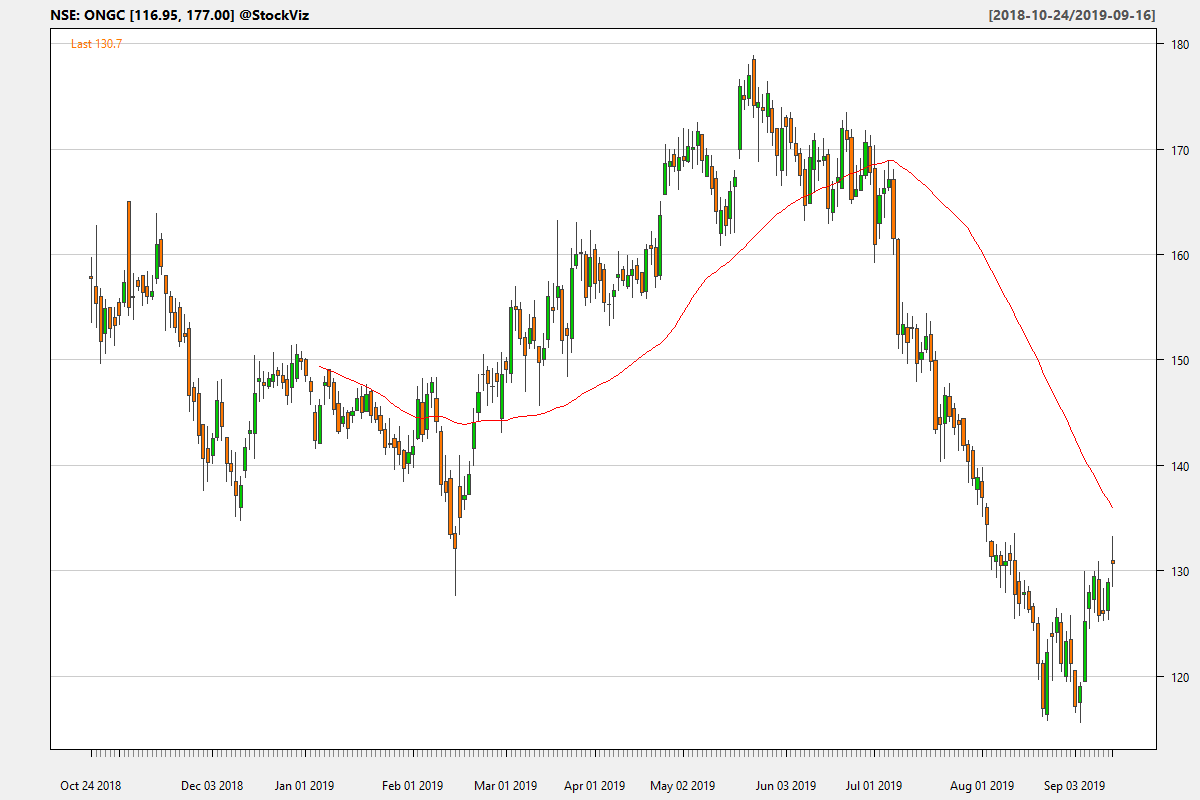 NSE: ONGC [116.95, 177.00] @StockViz
[2018-10-24/2019-09-16]
Last 130.7
180
170
160
150
140
130
120
Oct 24 2018
Dec 03 2018
Jan 01 2019
Feb 01 2019
Mar 01 2019
Apr 01 2019
May 02 2019
Jun 03 2019
Jul 01 2019
Aug 01 2019
Sep 03 2019